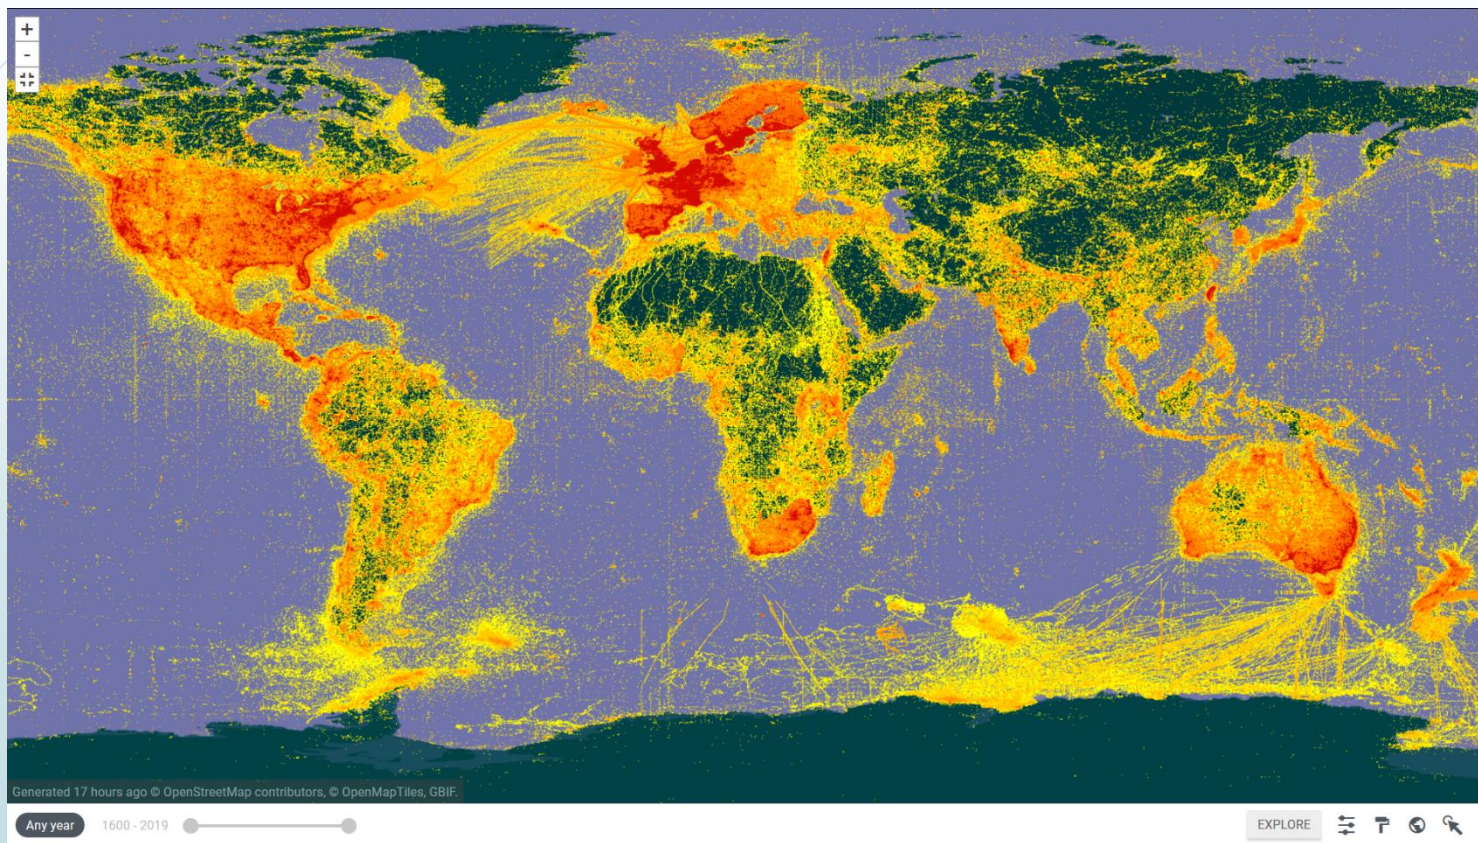 +
-
Generated 17 hours ago © OpenStreetMap contributors, © OpenMapTiles, GBIF.
Any year 1600 - 2019 EXPLORE